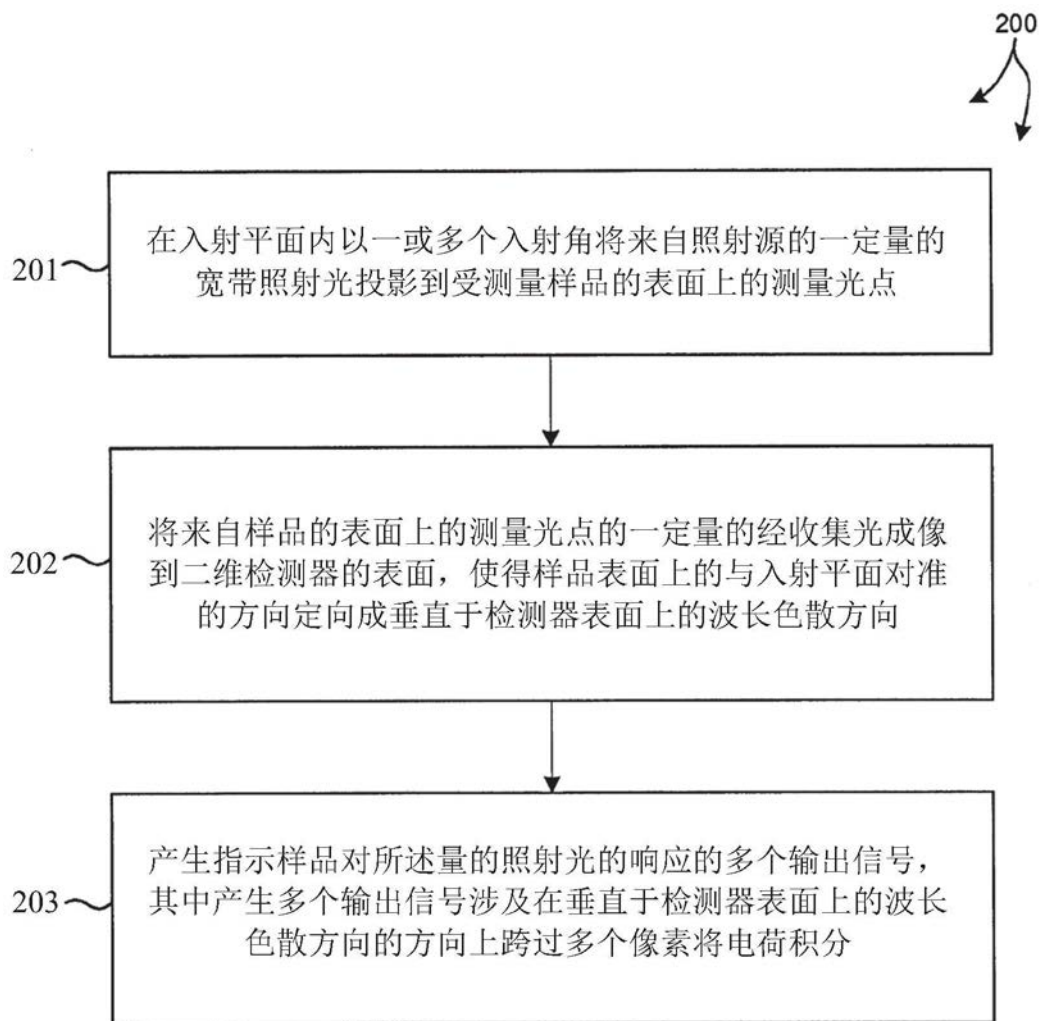 200
201
在入射平面内以一或多个入射角将来自照射源的一定量的
宽带照射光投影到受测量样品的表面上的测量光点
202
将来自样品的表面上的测量光点的一定量的经收集光成像
到二维检测器的表面，使得样品表面上的与入射平面对准
的方向定向成垂直于检测器表面上的波长色散方向
203
产生指示样品对所述量的照射光的响应的多个输出信号，
其中产生多个输出信号涉及在垂直于检测器表面上的波长
色散方向的方向上跨过多个像素将电荷积分